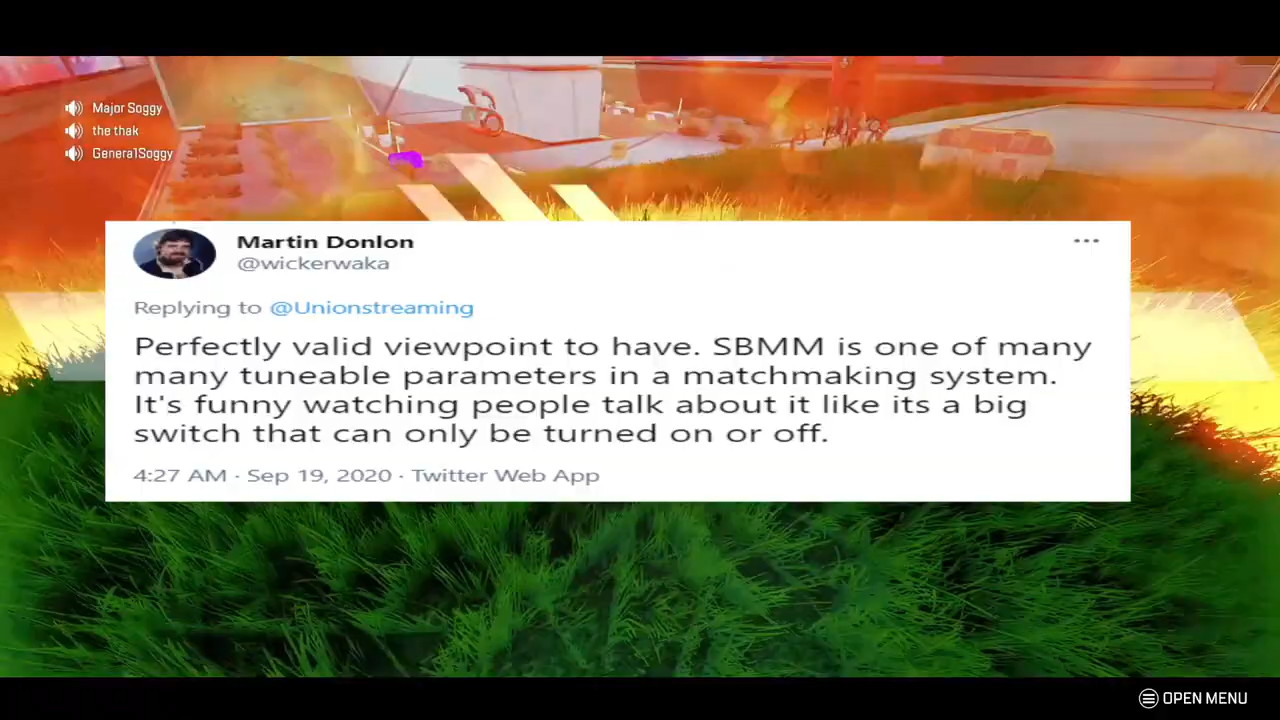 Major Soggy
the thak
GeneralSoggy
Martin Donlon
@wickerwaka
Replying to @Unionstreaming
Perfectly valid viewpoint to have. SBMM is one of many
many tuneable parameters in a matchmaking system.
It's funny watching people talk about it like its a big
switch that can only be turned on or off.
4:27 AM · Sep 19, 2020 · Twitter Web App
OPEN MENU